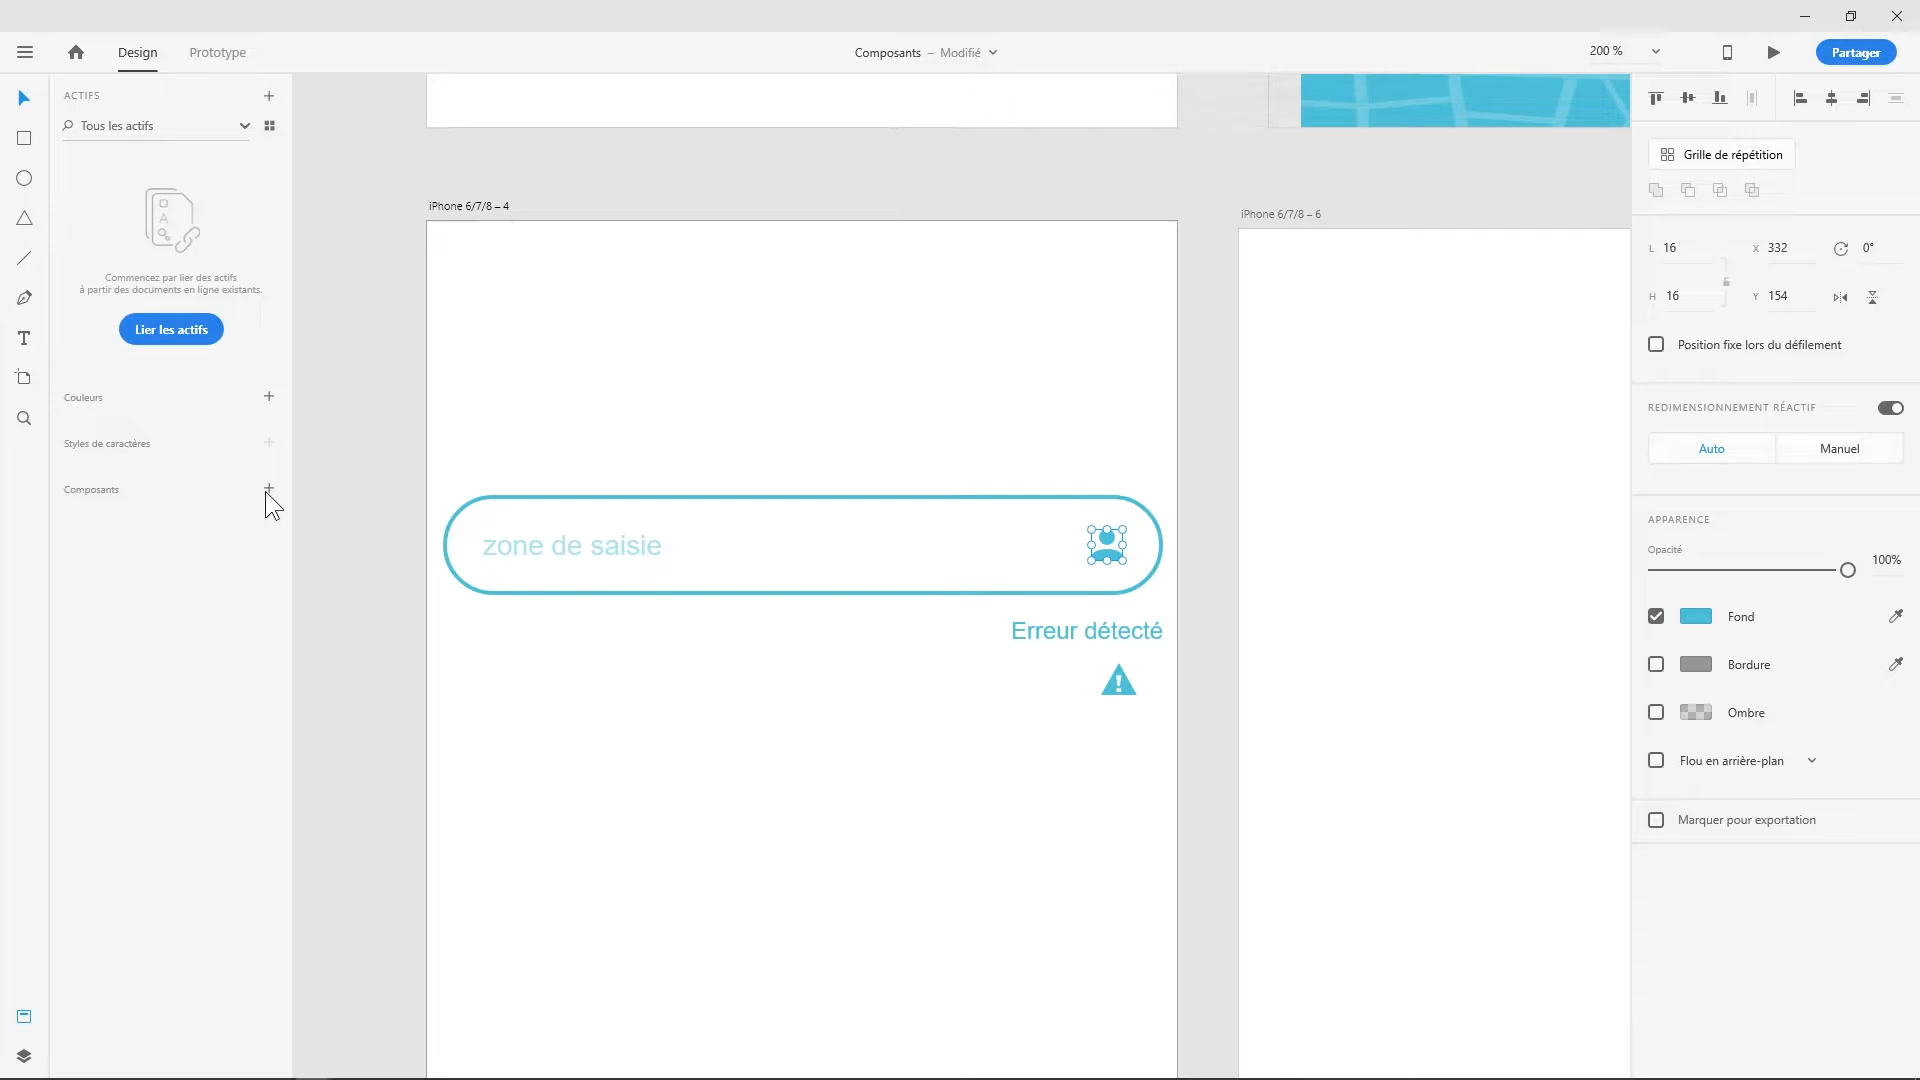 Design
Prototype
Composants – Modifié
200 %
Partager
ACTIFS
Tous les actifs
Commencez par lier des actifs
à partir des documents en ligne existants.
Lier les actifs
Couleurs
Styles de caractères
Composants
iPhone 6/7/8 – 4
iPhone 6/7/8 – 6
zone de saisie
Erreur détecté
Grille de répétition
L 16
X 332
0°
H 16
Y 154
Position fixe lors du défilement
REDIMENSIONNEMENT RÉACTIF
Auto
Manuel
APPARENCE
Opacité
100%
Fond
Bordure
Ombre
Flou en arrière-plan
Marquer pour exportation